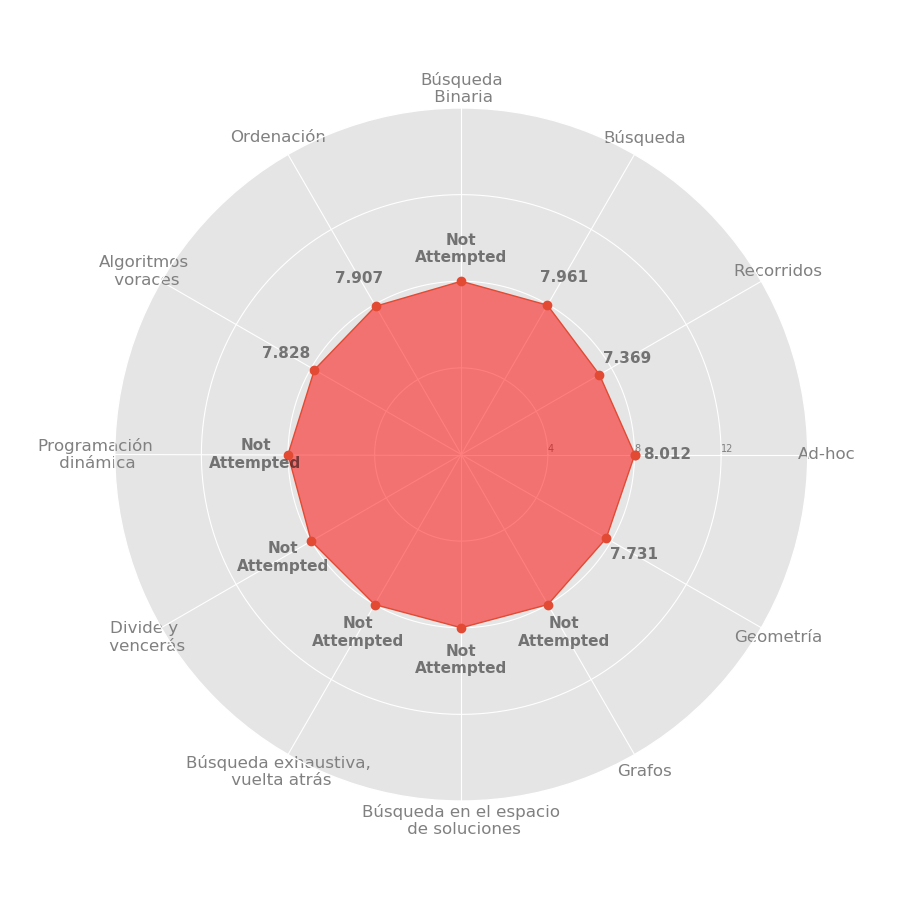 Búsqueda
Binaria
Ordenación
Búsqueda
Not
Attempted
Algoritmos
voraces
7.907
7.961
Recorridos
7.828
7.369
Programación
dinámica
Not
Attempted
4
8
12
8.012
Ad-hoc
Not
Attempted
7.731
Divide y
vencerás
Not
Attempted
Not
Attempted
Not
Attempted
Geometría
Búsqueda exhaustiva,
vuelta atrás
Grafos
Búsqueda en el espacio
de soluciones